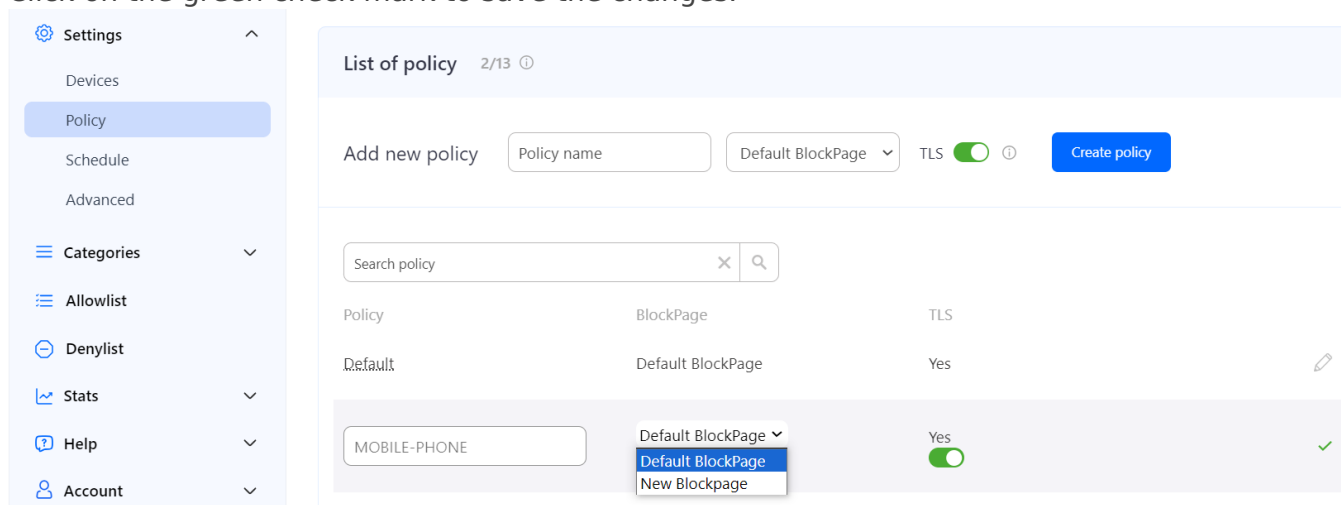 Click on the green check mark to save the changes.
Settings
Devices
Policy
Schedule
Advanced
Categories
Allowlist
Denylist
Stats
Help
Account
List of policy 2/13
Add new policy Policy name Default BlockPage TLS Create policy
Search policy
Policy BlockPage TLS
Default Default BlockPage Yes
MOBILE-PHONE Default BlockPage Yes
Default BlockPage
New Blockpage